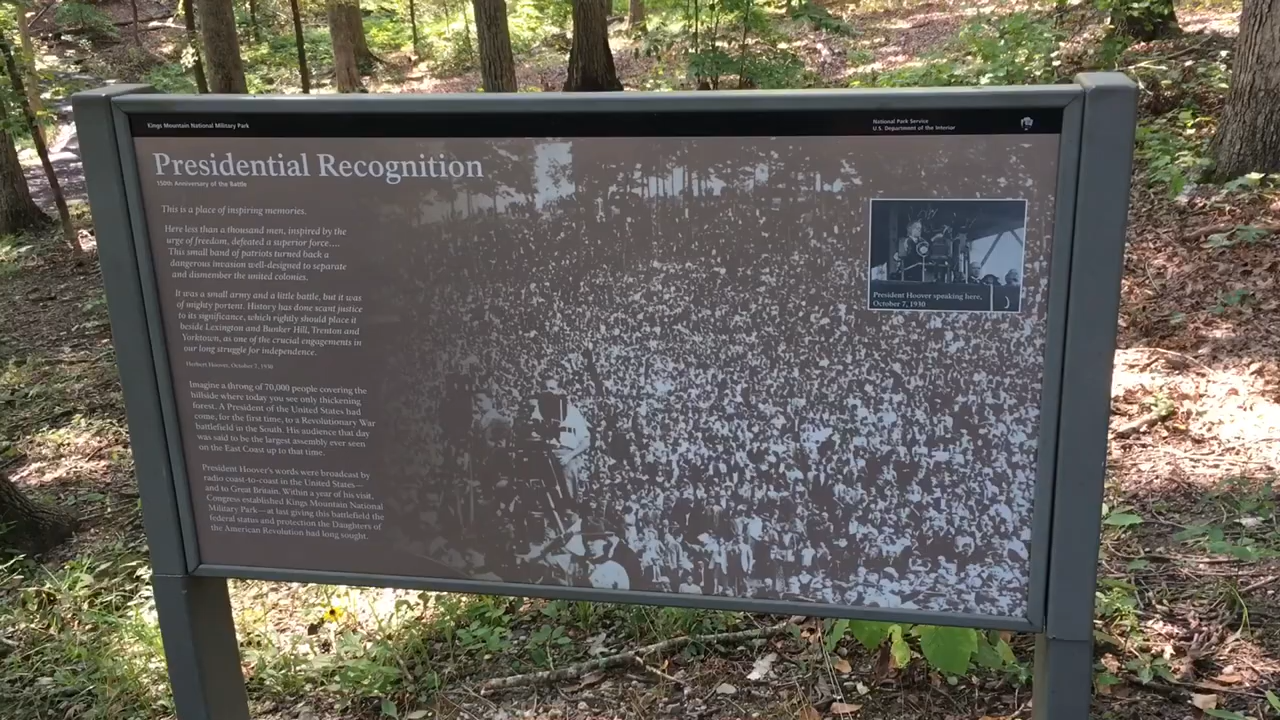 Kings Mountain National Military Park
National Park Service
U.S. Department of the Interior
Presidential Recognition
150th Anniversary of the Battle
This is a place of inspiring memories.
Here less than a thousand men, inspired by the
urge of freedom, defeated a superior force....
This small band of patriots turned back a
dangerous invasion well-designed to separate
and dismember the united colonies.
It was a small army and a little battle, but it was
of mighty portent. History has done scant justice
to its significance, which rightly should place it
beside Lexington and Bunker Hill, Trenton and
Yorktown, as one of the crucial engagements in
our long struggle for independence.
Herbert Hoover, October 7, 1930
Imagine a throng of 70,000 people covering the
hillside where today you see only thickening
forest. A President of the United States had
come, for the first time, to a Revolutionary War
battlefield in the South. His audience that day
was said to be the largest assembly ever seen
on the East Coast up to that time.
President Hoover's words were broadcast by
radio coast-to-coast in the United States—
and to Great Britain. Within a year of his visit,
Congress established Kings Mountain National
Military Park—at last giving this battlefield the
federal status and protection the Daughters of
the American Revolution had long sought.
President Hoover speaking here,
October 7, 1930